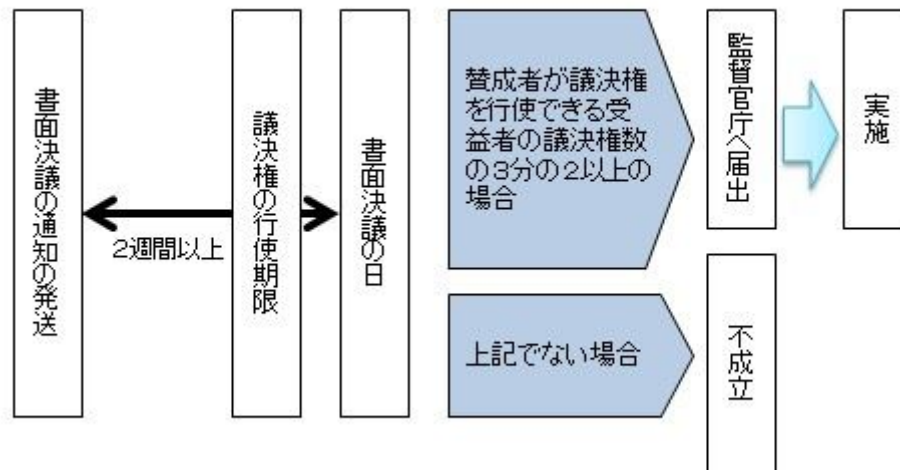 書面決議の通知の発送
2週間以上
議決権の行使期限
書面決議の日
賛成者が議決権
を行使できる受
益者の議決権数
の3分の2以上の
場合
監督官庁へ届出
実施
上記でない場合
不成立